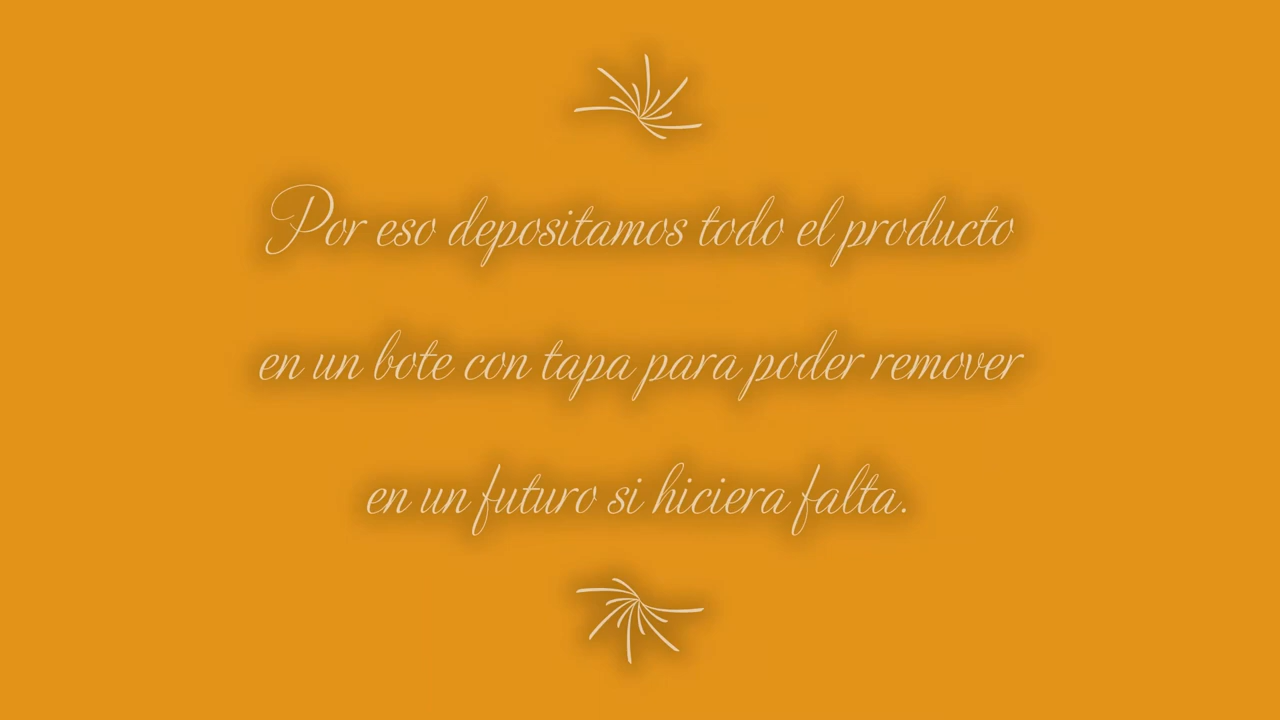 Por eso depositamos todo el producto
en un bote con tapa para poder remover
en un futuro si hiciera falta.